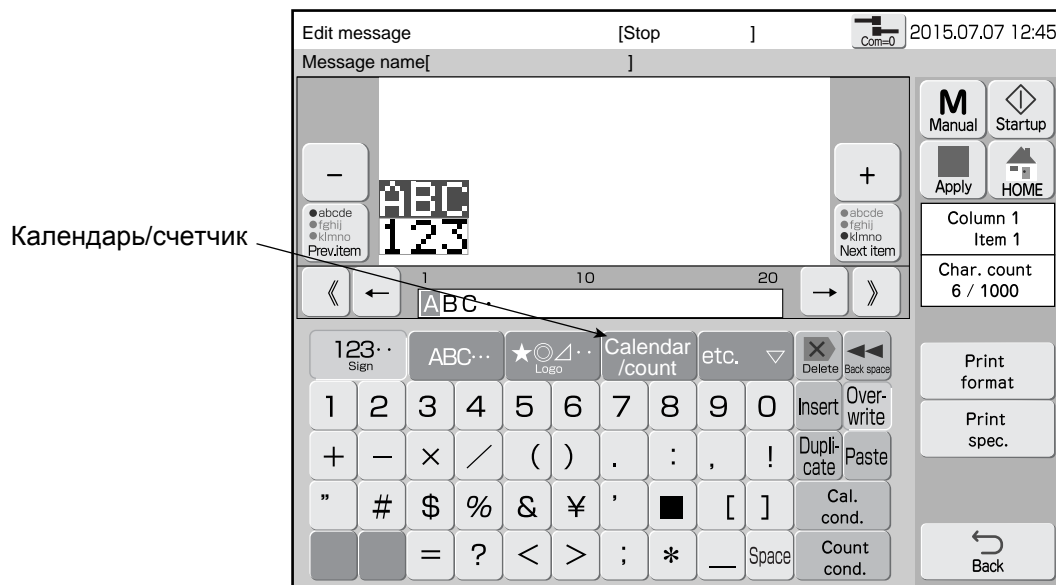 Edit message [Stop ] Com=0 2015.07.07 12:45
Message name[ ]
M Manual
Startup
Apply
HOME
−
+
ABC
123
●abcde
●fghij
●klmno
Prev.item
●abcde
●fghij
●klmno
Next item
Column 1
Item 1
Char. count
6 / 1000
Календарь/счетчик
1 10 20
《 ← ABC・ → 》
123・・ Sign
ABC…
★◎⊿・・ Logo
Calendar /count
etc. ▽
Delete
Back space
1 2 3 4 5 6 7 8 9 0 Insert Over-write
+ − × ／ ( ) . : , ! Dupli-cate Paste
" # $ % & ¥ ' ■ [ ] Cal. cond.
= ? < > ; * _ Space Count cond.
Print format
Print spec.
Back